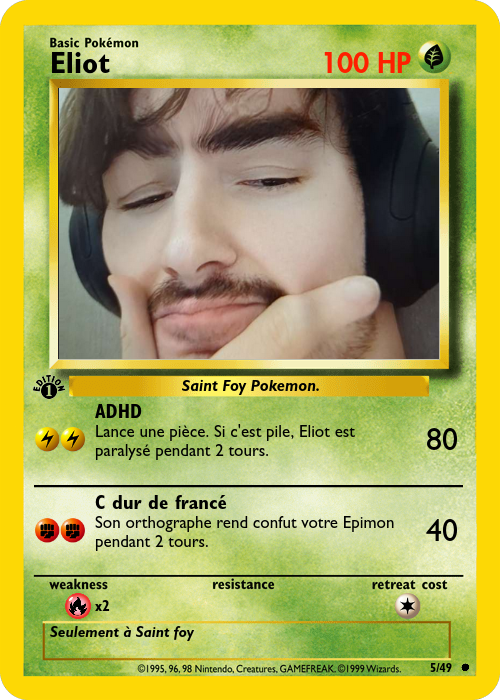 Basic Pokémon
Eliot
100 HP
Saint Foy Pokemon.
EDITION
1
ADHD
Lance une pièce. Si c'est pile, Eliot est
paralysé pendant 2 tours.
80
C dur de francé
Son orthographe rend confut votre Epimon
pendant 2 tours.
40
weakness
resistance
retreat cost
x2
Seulement à Saint foy
©1995, 96, 98 Nintendo, Creatures, GAMEFREAK. ©1999 Wizards.
5/49